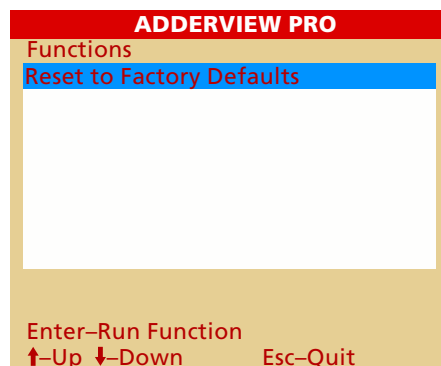 ADDERVIEW PRO
Functions
Reset to Factory Defaults
Enter–Run Function
⬆–Up ⬇–Down Esc–Quit